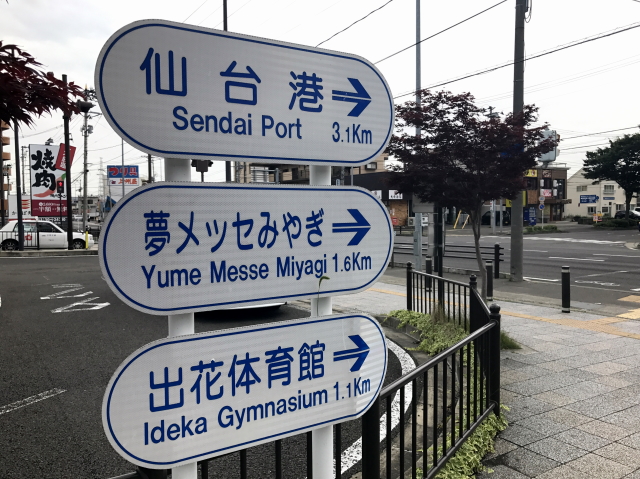 仙台港
Sendai Port 3.1Km
夢メッセみやぎ
Yume Messe Miyagi 1.6Km
出花体育館
Ideka Gymnasium 1.1Km
焼肉